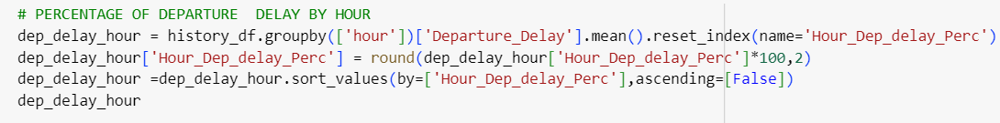 # PERCENTAGE OF DEPARTURE  DELAY BY HOUR
dep_delay_hour = history_df.groupby(['hour'])['Departure_Delay'].mean().reset_index(name='Hour_Dep_delay_Perc')
dep_delay_hour['Hour_Dep_delay_Perc'] = round(dep_delay_hour['Hour_Dep_delay_Perc']*100,2)
dep_delay_hour =dep_delay_hour.sort_values(by=['Hour_Dep_delay_Perc'],ascending=[False])
dep_delay_hour